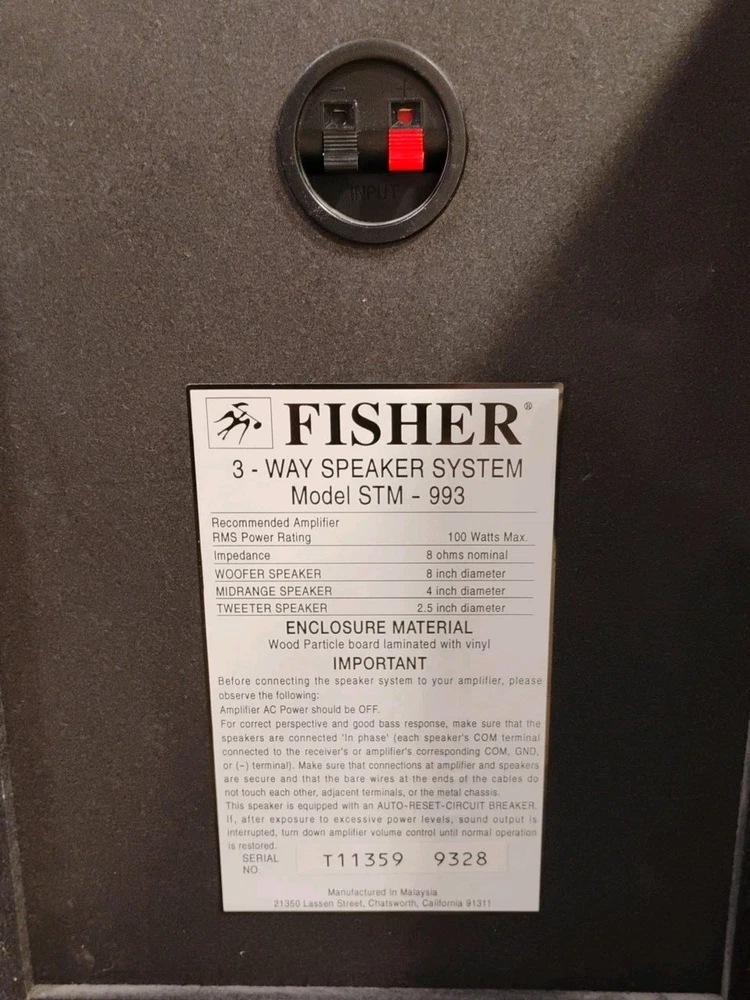 - +
INPUT
FISHER®
3 - WAY SPEAKER SYSTEM
Model STM - 993
Recommended Amplifier
RMS Power Rating 100 Watts Max.
Impedance 8 ohms nominal
WOOFER SPEAKER 8 inch diameter
MIDRANGE SPEAKER 4 inch diameter
TWEETER SPEAKER 2.5 inch diameter
ENCLOSURE MATERIAL
Wood Particle board laminated with vinyl
IMPORTANT
Before connecting the speaker system to your amplifier, please
observe the following:
Amplifier AC Power should be OFF.
For correct perspective and good bass response, make sure that the
speakers are connected 'In phase' (each speaker's COM terminal
connected to the receiver's or amplifier's corresponding COM, GND,
or (-) terminal). Make sure that connections at amplifier and speakers
are secure and that the bare wires at the ends of the cables do
not touch each other, adjacent terminals, or the metal chassis.
This speaker is equipped with an AUTO-RESET-CIRCUIT BREAKER.
If, after exposure to excessive power levels, sound output is
interrupted, turn down amplifier volume control until normal operation
is restored.
SERIAL NO. T11359 9328
Manufactured in Malaysia
21350 Lassen Street, Chatsworth, California 91311